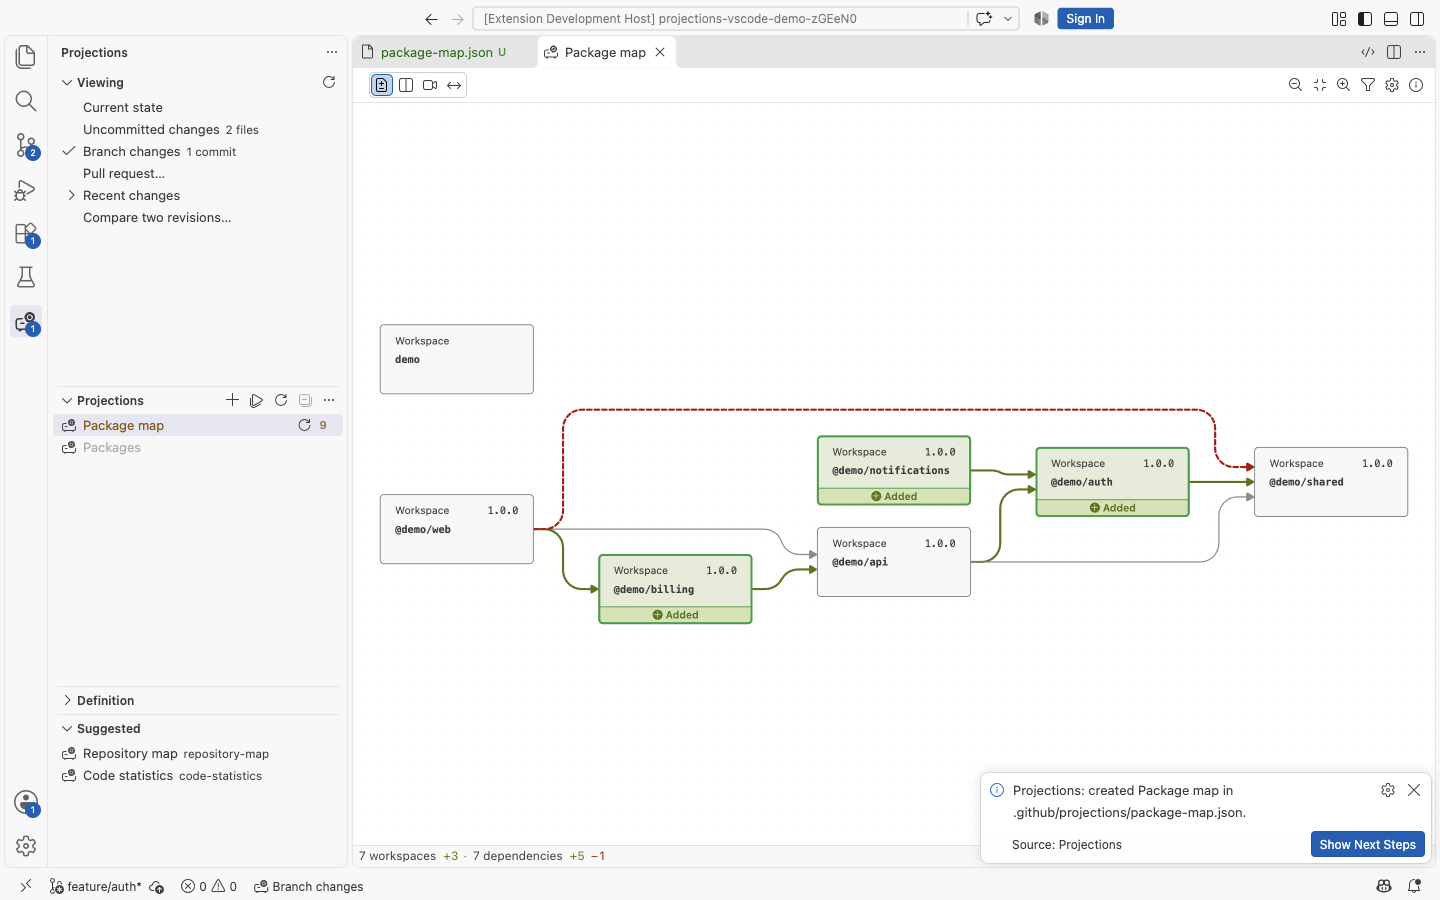 [Extension Development Host] projections-vscode-demo-zGEeN0
Sign In
Projections
Viewing
Current state
Uncommitted changes 2 files
Branch changes 1 commit
Pull request...
Recent changes
Compare two revisions...
2
1
1
Projections
Package map 9
Packages
Definition
Suggested
Repository map repository-map
Code statistics code-statistics
1
package-map.json U
Package map
Workspace
demo
Workspace 1.0.0
@demo/web
Workspace 1.0.0
@demo/billing
Added
Workspace 1.0.0
@demo/notifications
Added
Workspace 1.0.0
@demo/api
Workspace 1.0.0
@demo/auth
Added
Workspace 1.0.0
@demo/shared
Projections: created Package map in
.github/projections/package-map.json.
Source: Projections
Show Next Steps
7 workspaces +3 · 7 dependencies +5 −1
feature/auth* 0 0 Branch changes